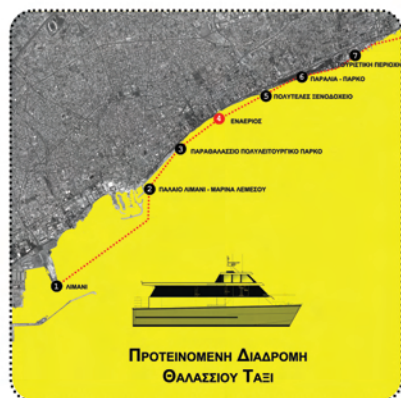 7 ΤΟΥΡΙΣΤΙΚΗ ΠΕΡΙΟΧΗ
6 ΠΑΡΑΛΙΑ - ΠΑΡΚΟ
5 ΠΟΛΥΤΕΛΕΣ ΞΕΝΟΔΟΧΕΙΟ
4 ΕΝΑΕΡΙΟΣ
3 ΠΑΡΑΘΑΛΑΣΣΙΟ ΠΟΛΥΛΕΙΤΟΥΡΓΙΚΟ ΠΑΡΚΟ
2 ΠΑΛΑΙΟ ΛΙΜΑΝΙ - ΜΑΡΙΝΑ ΛΕΜΕΣΟΥ
1 ΛΙΜΑΝΙ
ΠΡΟΤΕΙΝΟΜΕΝΗ ΔΙΑΔΡΟΜΗ
ΘΑΛΑΣΣΙΟΥ ΤΑΞΙ